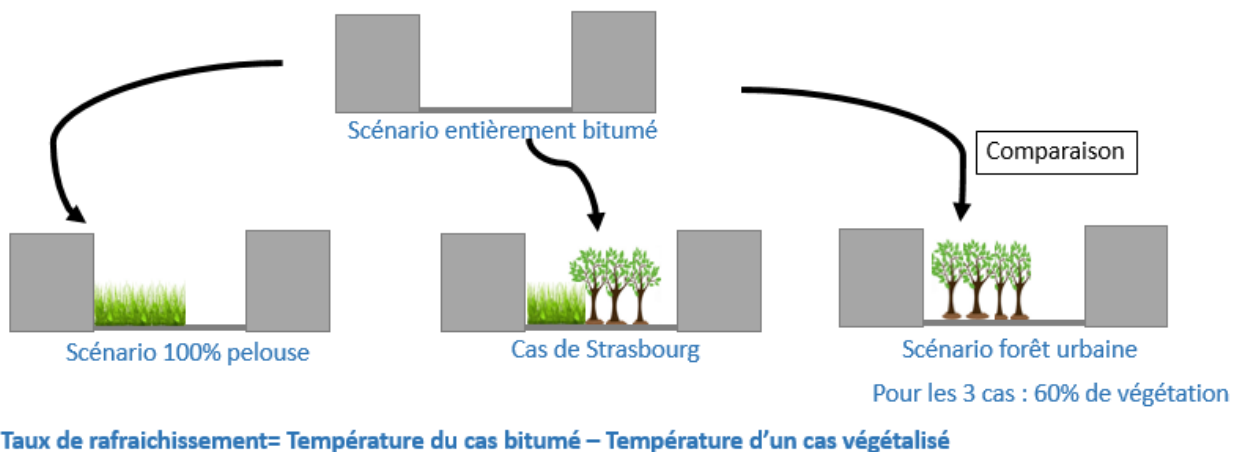 Scénario entièrement bitumé
Comparaison
Scénario 100% pelouse
Cas de Strasbourg
Scénario forêt urbaine
Pour les 3 cas : 60% de végétation
Taux de rafraichissement= Température du cas bitumé – Température d'un cas végétalisé